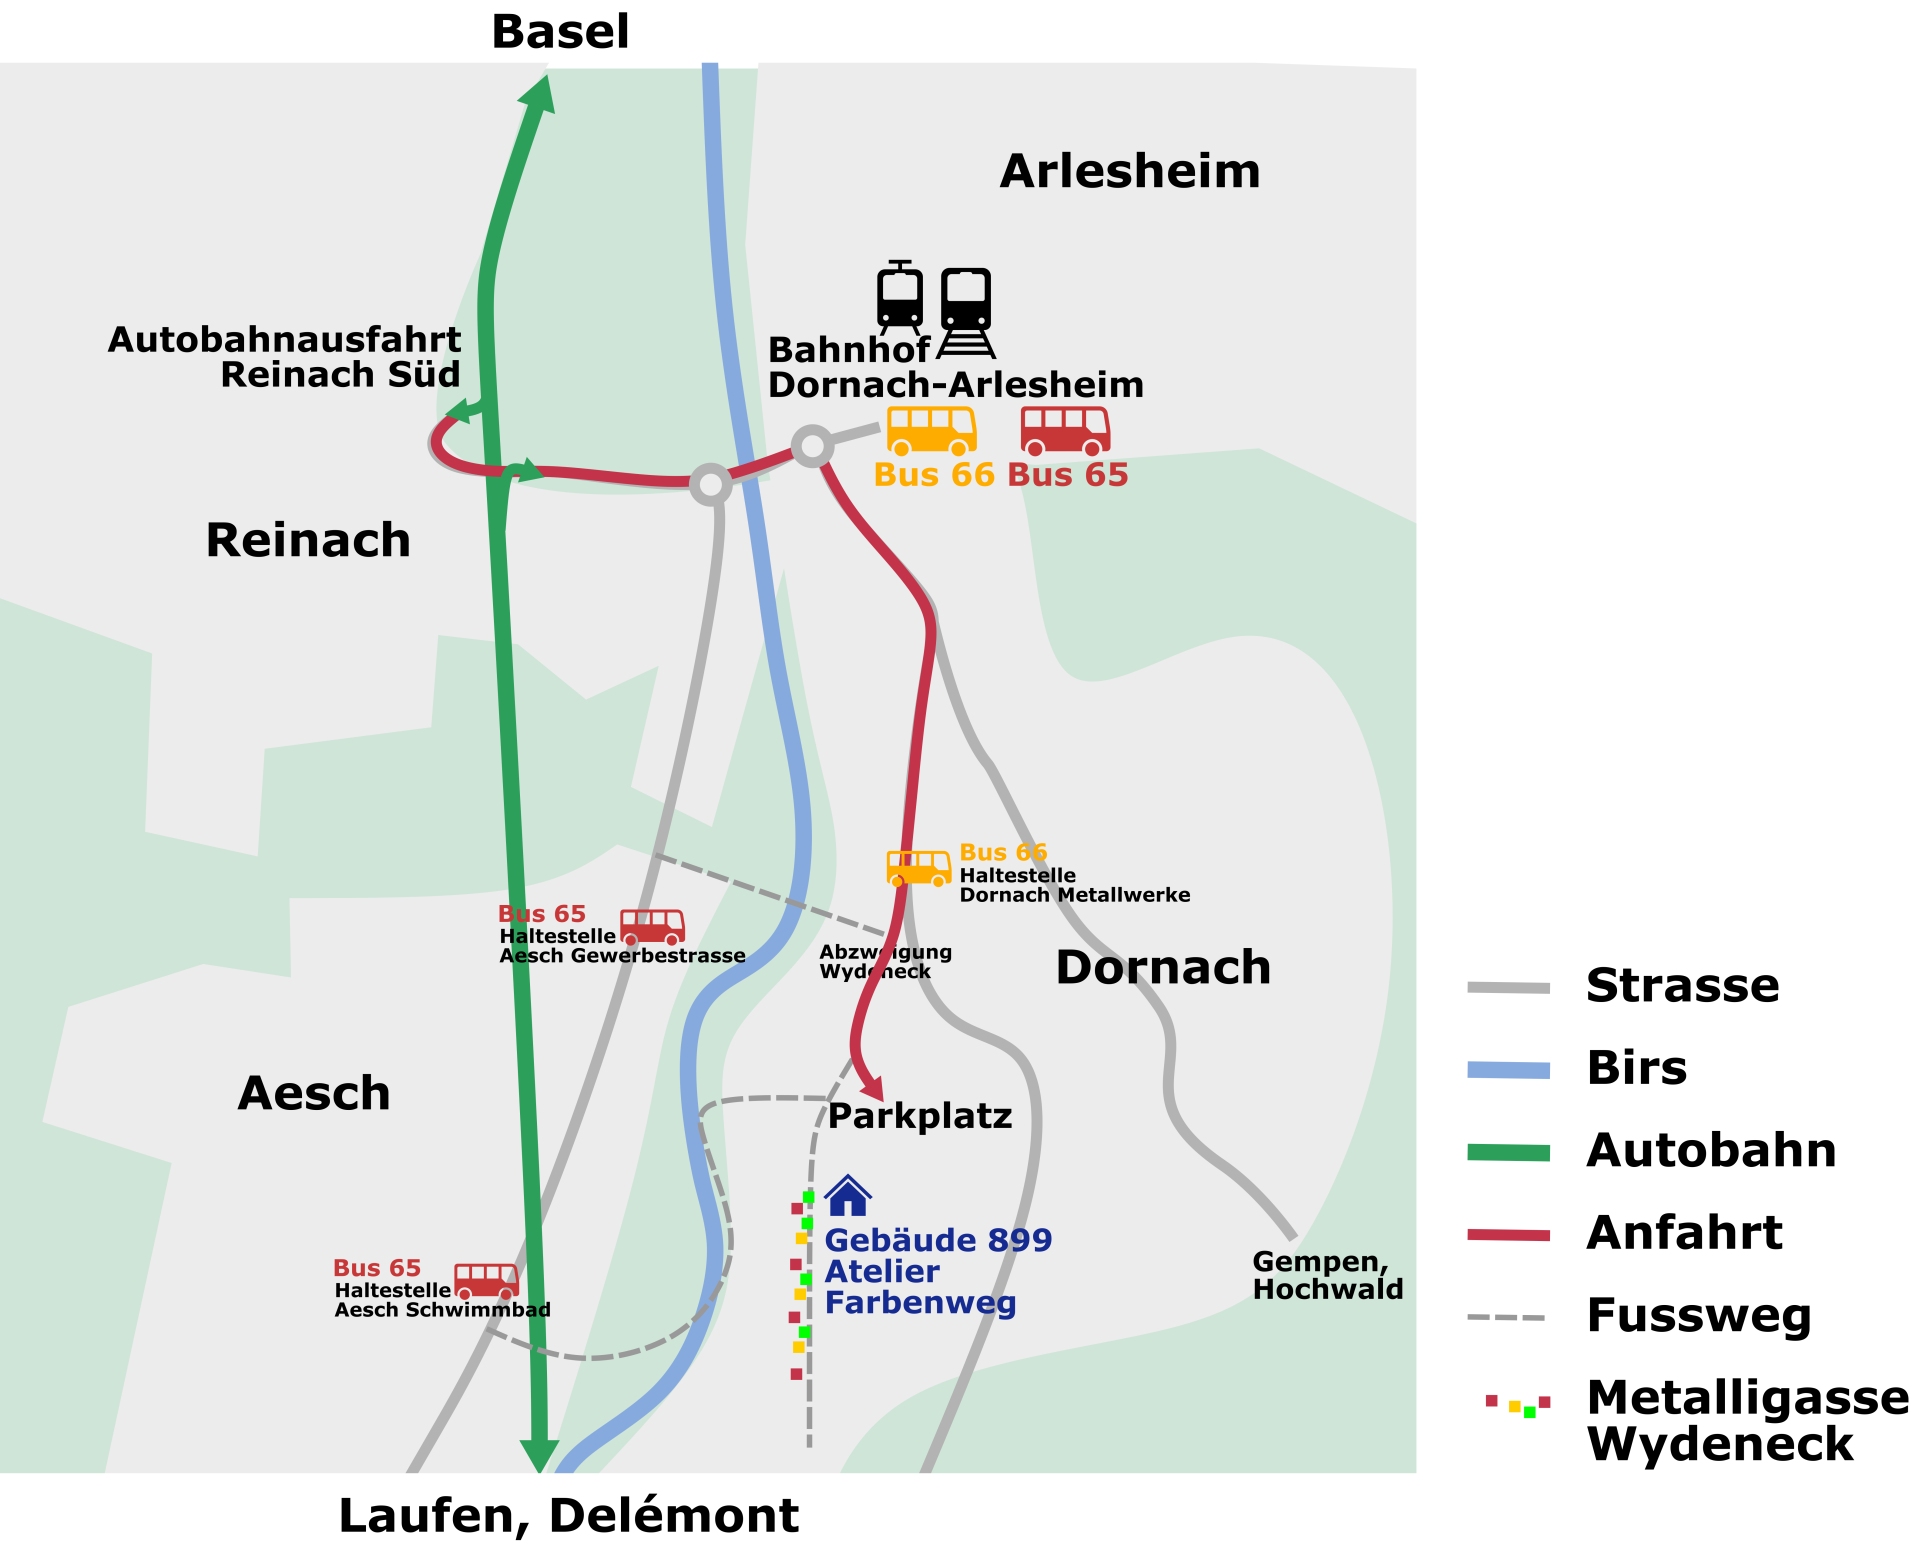 Basel
Arlesheim
Autobahnausfahrt
Reinach Süd
Bahnhof
Dornach-Arlesheim
Bus 66
Bus 65
Reinach
Bus 66
Haltestelle
Dornach Metallwerke
Bus 65
Haltestelle
Aesch Gewerbestrasse
Abzweigung
Wydeneck
Dornach
Aesch
Parkplatz
Gebäude 899
Atelier
Farbenweg
Gempen,
Hochwald
Bus 65
Haltestelle
Aesch Schwimmbad
Laufen, Delémont
Strasse
Birs
Autobahn
Anfahrt
Fussweg
Metalligasse
Wydeneck